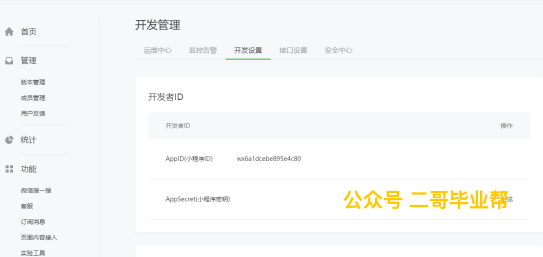 首页
管理
版本管理
成员管理
用户反馈
统计
功能
微信搜一搜
客服
订阅消息
页面内容接入
实验工具
开发管理
运维中心 监控告警 开发设置 接口设置 安全中心
开发者ID
开发者ID 操作
AppID(小程序ID) wx6a1dcebe895e4c80
AppSecret(小程序密钥)
公众号 二哥毕业帮